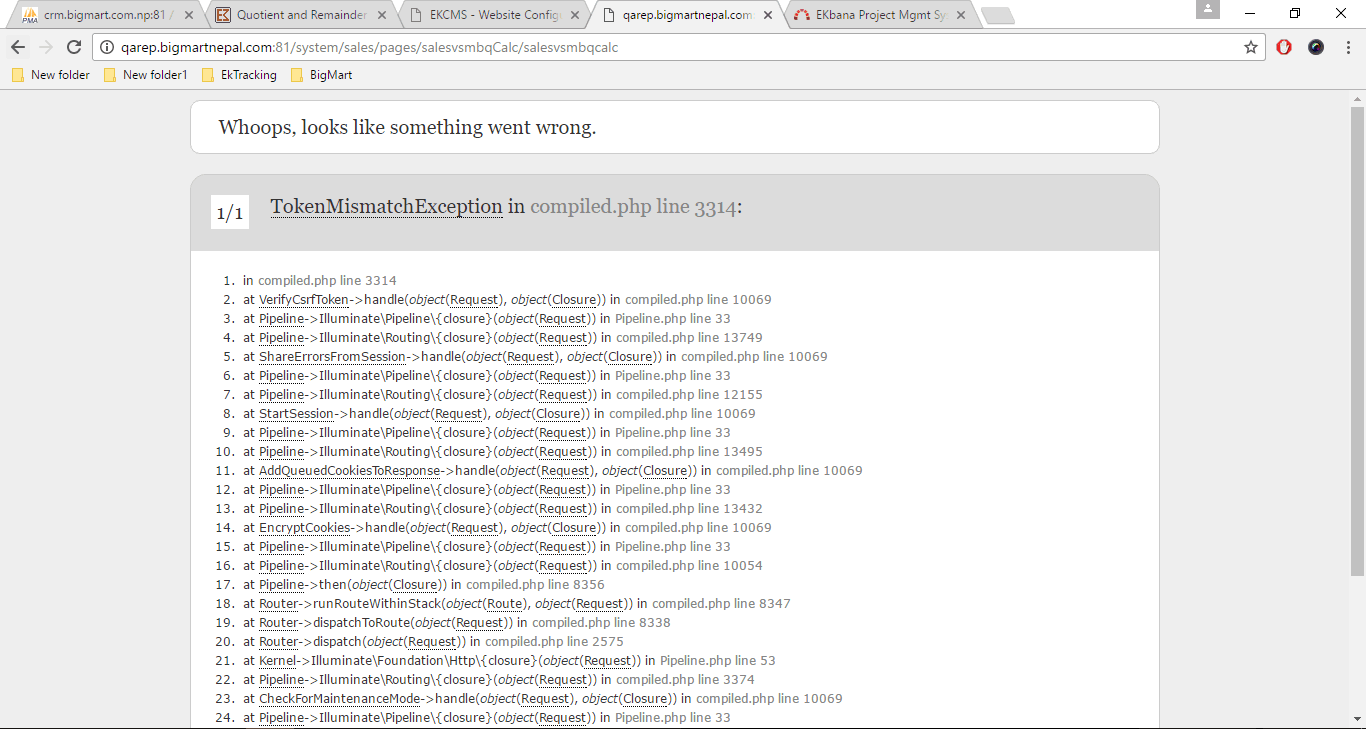 crm.bigmart.com.np:81 /
Quotient and Remainder
EKCMS - Website Config
qarep.bigmartnepal.com
EKbana Project Mgmt Sy
qarep.bigmartnepal.com:81/system/sales/pages/salesvsmbqCalc/salesvsmbqcalc
New folder
New folder1
EkTracking
BigMart
Whoops, looks like something went wrong.
1/1
TokenMismatchException in compiled.php line 3314:
1. in compiled.php line 3314
2. at VerifyCsrfToken->handle(object(Request), object(Closure)) in compiled.php line 10069
3. at Pipeline->Illuminate\Pipeline\{closure}(object(Request)) in Pipeline.php line 33
4. at Pipeline->Illuminate\Routing\{closure}(object(Request)) in compiled.php line 13749
5. at ShareErrorsFromSession->handle(object(Request), object(Closure)) in compiled.php line 10069
6. at Pipeline->Illuminate\Pipeline\{closure}(object(Request)) in Pipeline.php line 33
7. at Pipeline->Illuminate\Routing\{closure}(object(Request)) in compiled.php line 12155
8. at StartSession->handle(object(Request), object(Closure)) in compiled.php line 10069
9. at Pipeline->Illuminate\Pipeline\{closure}(object(Request)) in Pipeline.php line 33
10. at Pipeline->Illuminate\Routing\{closure}(object(Request)) in compiled.php line 13495
11. at AddQueuedCookiesToResponse->handle(object(Request), object(Closure)) in compiled.php line 10069
12. at Pipeline->Illuminate\Pipeline\{closure}(object(Request)) in Pipeline.php line 33
13. at Pipeline->Illuminate\Routing\{closure}(object(Request)) in compiled.php line 13432
14. at EncryptCookies->handle(object(Request), object(Closure)) in compiled.php line 10069
15. at Pipeline->Illuminate\Pipeline\{closure}(object(Request)) in Pipeline.php line 33
16. at Pipeline->Illuminate\Routing\{closure}(object(Request)) in compiled.php line 10054
17. at Pipeline->then(object(Closure)) in compiled.php line 8356
18. at Router->runRouteWithinStack(object(Route), object(Request)) in compiled.php line 8347
19. at Router->dispatchToRoute(object(Request)) in compiled.php line 8338
20. at Router->dispatch(object(Request)) in compiled.php line 2575
21. at Kernel->Illuminate\Foundation\Http\{closure}(object(Request)) in Pipeline.php line 53
22. at Pipeline->Illuminate\Routing\{closure}(object(Request)) in compiled.php line 3374
23. at CheckForMaintenanceMode->handle(object(Request), object(Closure)) in compiled.php line 10069
24. at Pipeline->Illuminate\Pipeline\{closure}(object(Request)) in Pipeline.php line 33